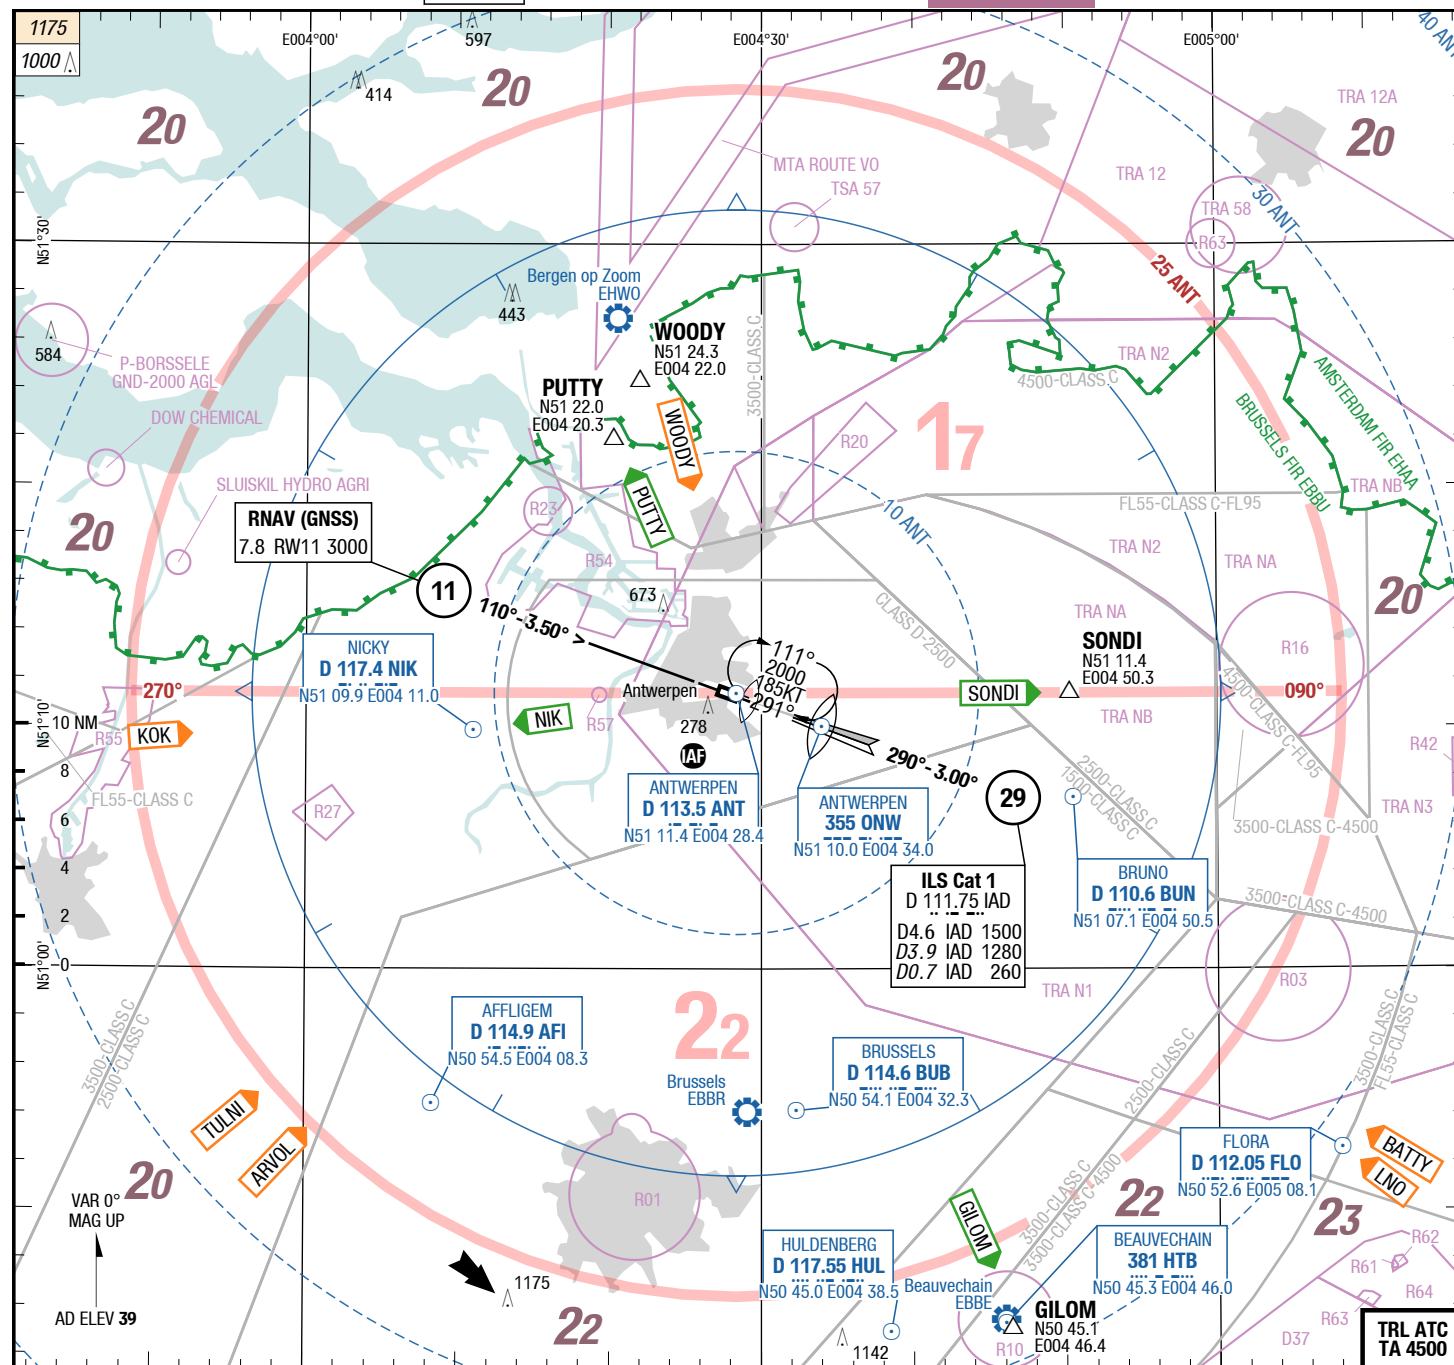 1175
1000
E004°00'
597
E004°30'
E005°00'
40 ANT
414
20
20
20
20
TRA 12A
MTA ROUTE VO
TSA 57
TRA 12
TRA 58
30 ANT
R63
N51°30'
Bergen op Zoom
EHWO
25 ANT
443
584
WOODY
N51 24.3
E004 22.0
3500-CLASS C
P-BORSSELE
GND-2000 AGL
TRA N2
4500-CLASS C
AMSTERDAM FIR EHAA
BRUSSELS FIR EBBU
PUTTY
N51 22.0
E004 20.3
WOODY
DOW CHEMICAL
R20
17
SLUISKIL HYDRO AGRI
TRA NB
FL55-CLASS C-FL95
PUTTY
R23
10 ANT
20
RNAV (GNSS)
7.8 RW11 3000
TRA N2
TRA NA
R54
11
673
20
110°-3.50° >
CLASS D-2500
TRA NA
SONDI
N51 11.4
E004 50.3
R16
NICKY
D 117.4 NIK
N51 09.9 E004 11.0
111°
2000
185KT
291°
270°
Antwerpen
SONDI
090°
4500-CLASS C-FL95
N51°10'
10 NM
R55
KOK
NIK
R57
278
TRA NB
R42
IAF
290°-3.00°
8
FL55-CLASS C
R27
ANTWERPEN
D 113.5 ANT
N51 11.4 E004 28.4
ANTWERPEN
355 ONW
N51 10.0 E004 34.0
29
2500-CLASS C
1500-CLASS C
TRA N3
6
3500-CLASS C-4500
4
ILS Cat 1
D 111.75 IAD
D4.6 IAD 1500
D3.9 IAD 1280
D0.7 IAD 260
BRUNO
D 110.6 BUN
N51 07.1 E004 50.5
3500-CLASS C-4500
2
N51°00'
0
R03
TRA N1
3500-CLASS C
2500-CLASS C
AFFLIGEM
D 114.9 AFI
N50 54.5 E004 08.3
22
BRUSSELS
D 114.6 BUB
N50 54.1 E004 32.3
2500-CLASS C
3500-CLASS C
FL55-CLASS C
Brussels
EBBR
TULNI
ARVOL
FLORA
D 112.05 FLO
N50 52.6 E005 08.1
BATTY
LNO
20
R01
3500-CLASS C
3500-CLASS C-4500
22
23
VAR 0°
MAG UP
GILOM
HULDENBERG
D 117.55 HUL
N50 45.0 E004 38.5
BEAUVECHAIN
381 HTB
N50 45.3 E004 46.0
R62
R61
R64
1175
Beauvechain
EBBE
GILOM
N50 45.1
E004 46.4
R63
AD ELEV 39
22
1142
R10
D37
TRL ATC
TA 4500